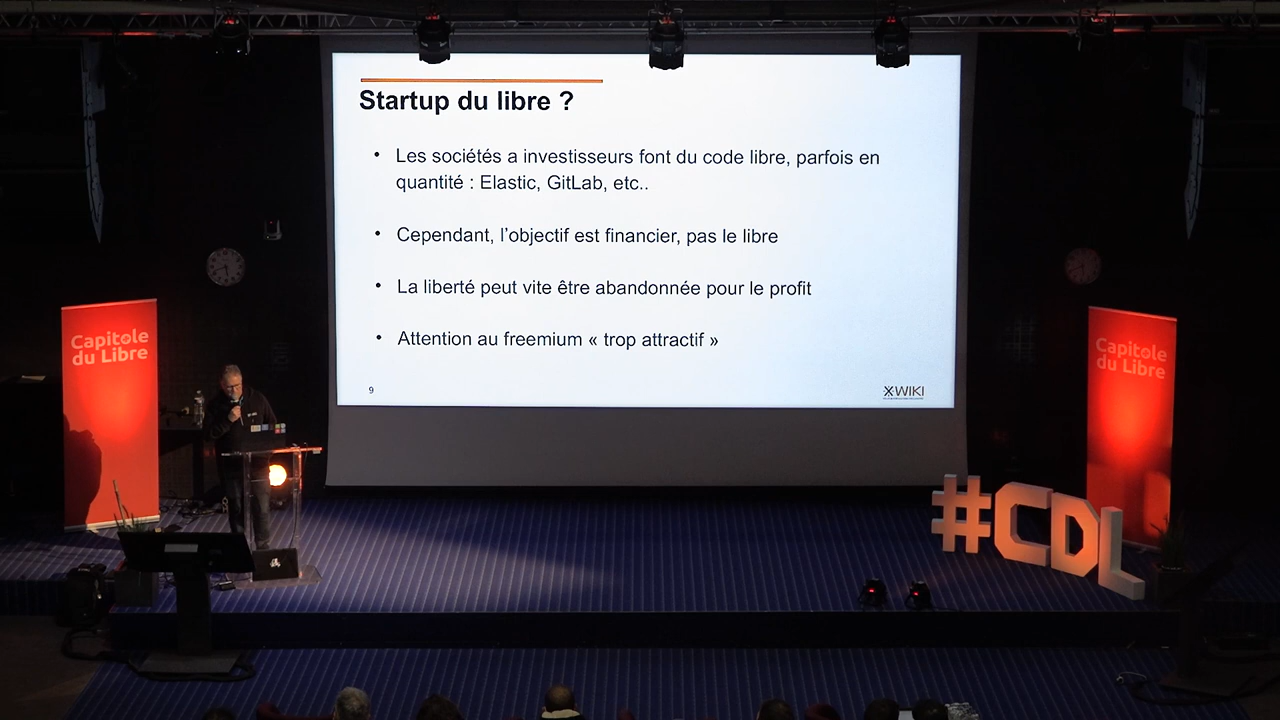 Startup du libre ?
• Les sociétés a investisseurs font du code libre, parfois en
quantité : Elastic, GitLab, etc..
• Cependant, l'objectif est financier, pas le libre
• La liberté peut vite être abandonnée pour le profit
• Attention au freemium « trop attractif »
9
XWIKI
Capitole
du Libre
Capitole
du Libre
#CDL